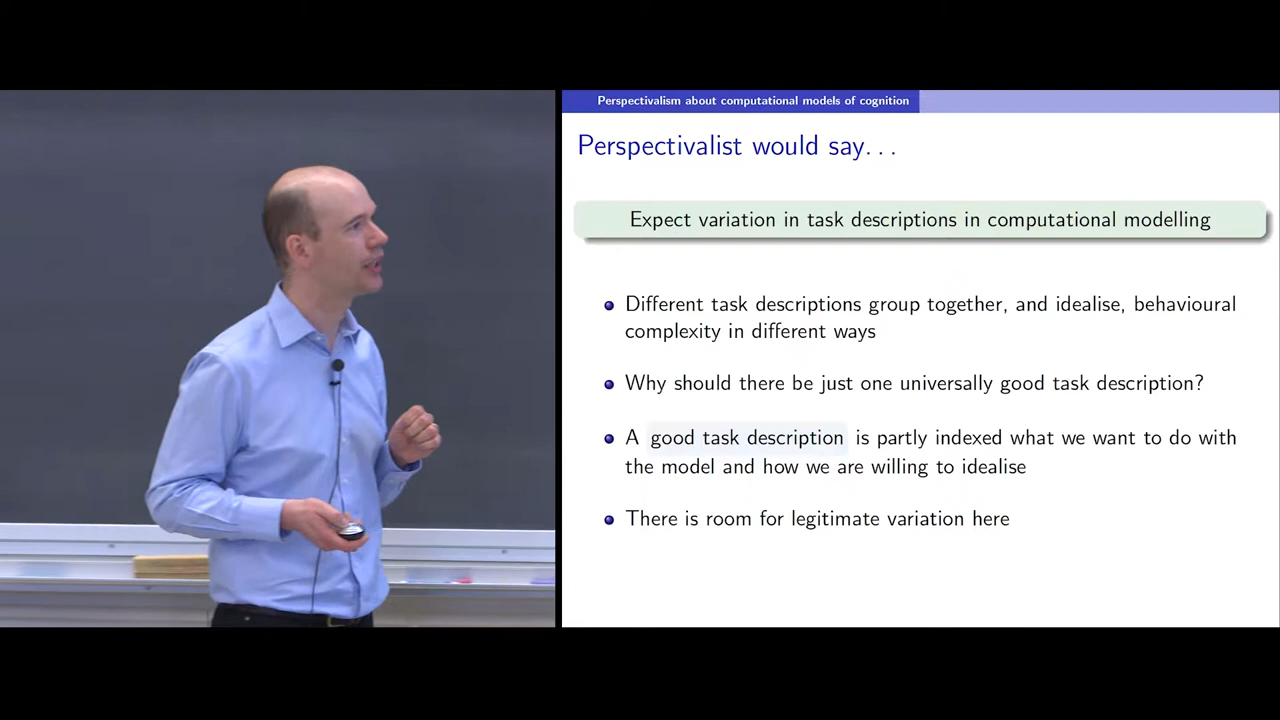 Perspectivalism about computational models of cognition
Perspectivalist would say. . .
Expect variation in task descriptions in computational modelling
Different task descriptions group together, and idealise, behavioural
complexity in different ways
Why should there be just one universally good task description?
A good task description is partly indexed what we want to do with
the model and how we are willing to idealise
There is room for legitimate variation here